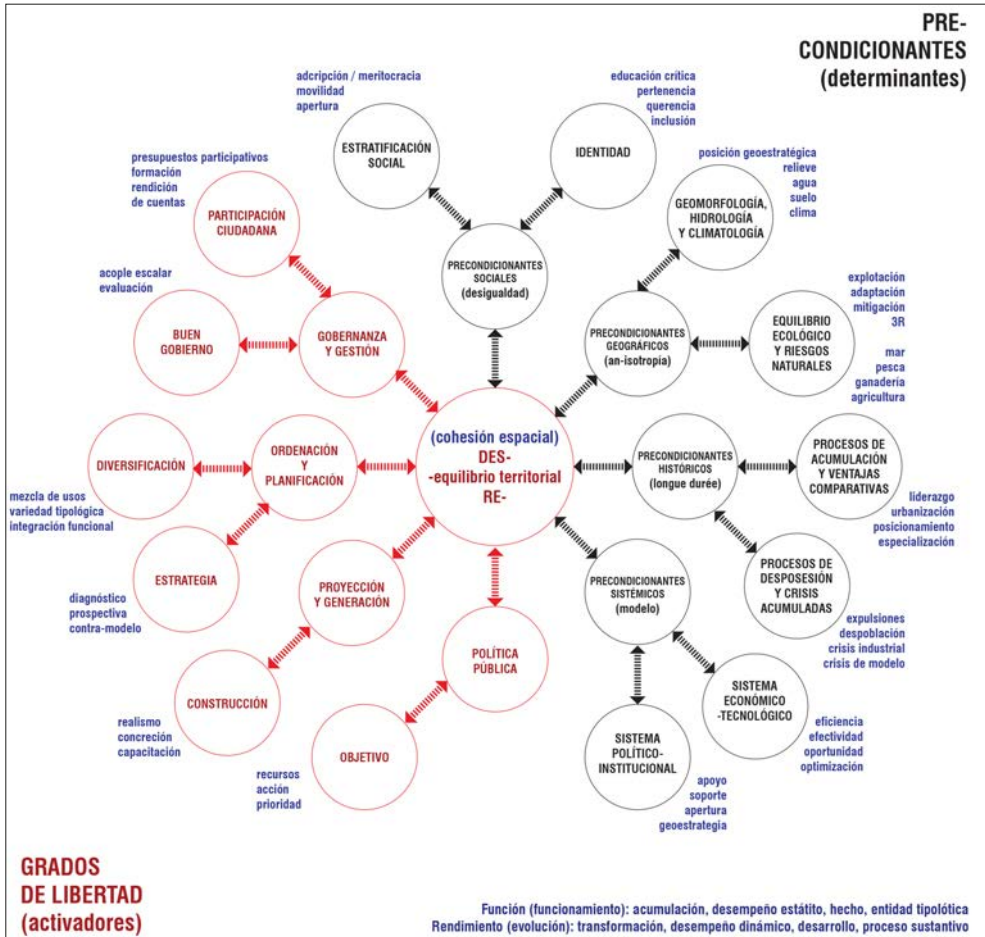 PRE-
CONDICIONANTES
(determinantes)
adcripción / meritocracia
movilidad
apertura
ESTRATIFICACIÓN
SOCIAL
educación crítica
pertenencia
querencia
inclusión
IDENTIDAD
posición geoestratégica
relieve
agua
suelo
clima
GEOMORFOLOGÍA,
HIDROLOGÍA
Y CLIMATOLOGÍA
presupuestos participativos
formación
rendición
de cuentas
PARTICIPACIÓN
CIUDADANA
PRECONDICIONANTES
SOCIALES
(desigualdad)
acople escalar
evaluación
BUEN
GOBIERNO
GOBERNANZA
Y GESTIÓN
PRECONDICIONANTES
GEOGRÁFICOS
(an-isotropía)
explotación
adaptación
mitigación
3R
EQUILIBRIO
ECOLÓGICO
Y RIESGOS
NATURALES
mar
pesca
ganadería
agricultura
(cohesión espacial)
DES-
-equilibrio territorial
RE-
DIVERSIFICACIÓN
ORDENACIÓN
Y
PLANIFICACIÓN
mezcla de usos
variedad tipológica
integración funcional
PRECONDICIONANTES
HISTÓRICOS
(longue durée)
PROCESOS DE
ACUMULACIÓN
Y VENTAJAS
COMPARATIVAS
liderazgo
urbanización
posicionamiento
especialización
ESTRATEGIA
diagnóstico
prospectiva
contra-modelo
PROYECCIÓN
Y GENERACIÓN
PRECONDICIONANTES
SISTÉMICOS
(modelo)
PROCESOS DE
DESPOSESIÓN
Y CRISIS
ACUMULADAS
expulsiones
despoblación
crisis industrial
crisis de modelo
CONSTRUCCIÓN
realismo
concreción
capacitación
POLÍTICA
PÚBLICA
OBJETIVO
recursos
acción
prioridad
SISTEMA
POLÍTICO-
INSTITUCIONAL
apoyo
soporte
apertura
geoestrategia
SISTEMA
ECONÓMICO
-TECNOLÓGICO
eficiencia
efectividad
oportunidad
optimización
GRADOS
DE LIBERTAD
(activadores)
Función (funcionamiento): acumulación, desempeño estátito, hecho, entidad tipolótica
Rendimiento (evolución): transformación, desempeño dinámico, desarrollo, proceso sustantivo